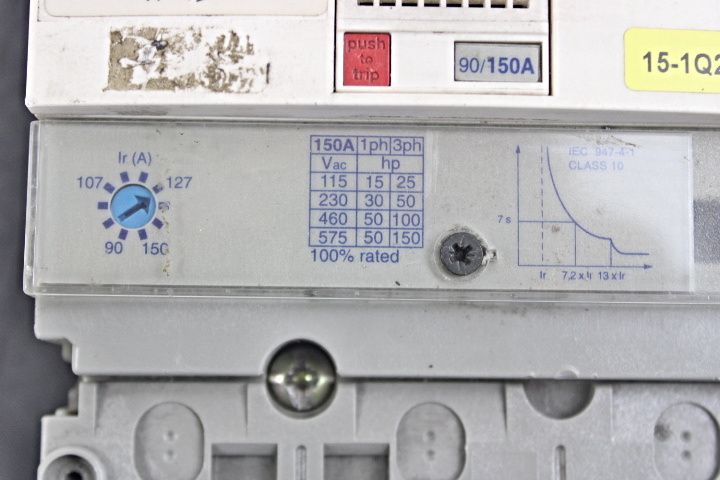 push
to
trip
90/150A
15-1Q2
Ir (A)
107 127
90 150
150A 1ph 3ph
Vac hp
115 15 25
230 30 50
460 50 100
575 50 150
100% rated
IEC 947-4-1
CLASS 10
7 s
Ir 7,2 x Ir 13 x Ir